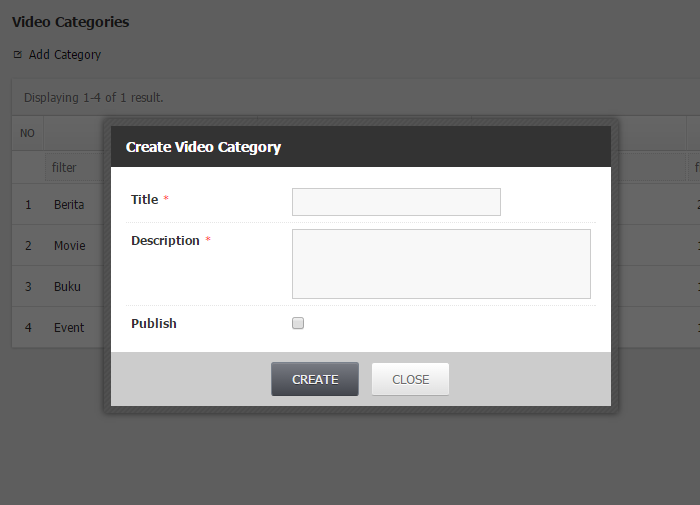 Video Categories
Add Category
Displaying 1-4 of 1 result.
NO
filter
1 Berita
2 Movie
3 Buku
4 Event
Create Video Category
Title *
Description *
Publish
CREATE CLOSE